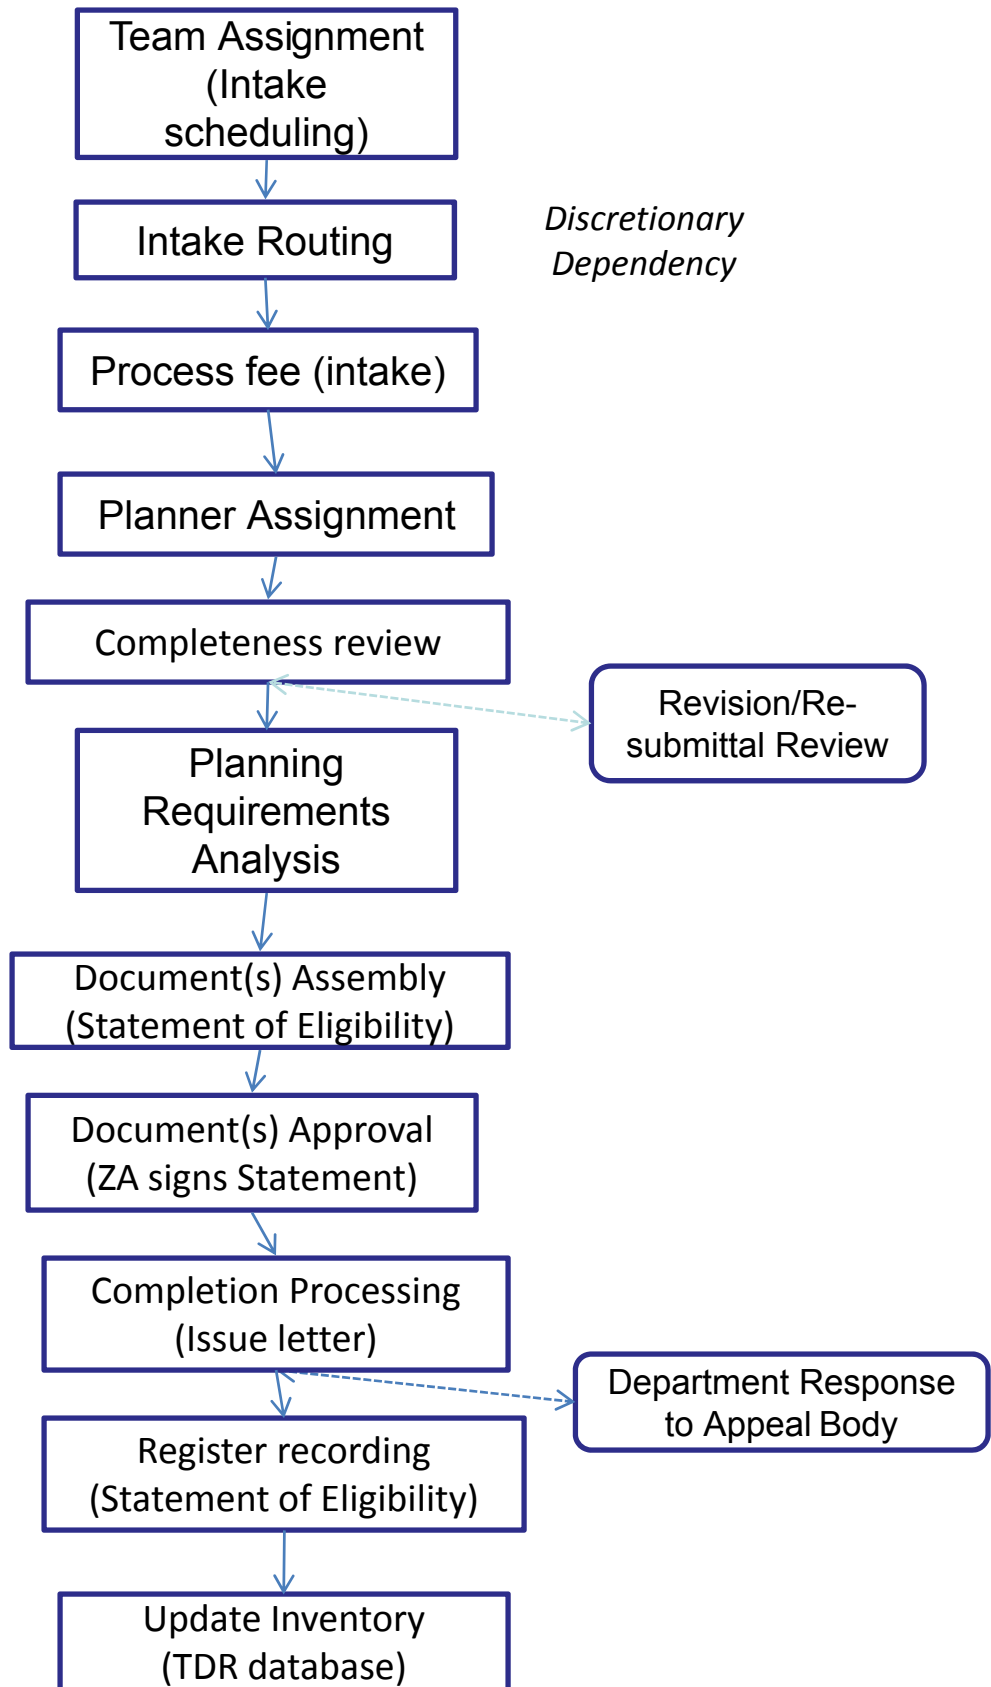 Team Assignment
(Intake
scheduling)
Intake Routing
Discretionary
Dependency
Process fee (intake)
Planner Assignment
Completeness review
Revision/Re-
submittal Review
Planning
Requirements
Analysis
Document(s) Assembly
(Statement of Eligibility)
Document(s) Approval
(ZA signs Statement)
Completion Processing
(Issue letter)
Department Response
to Appeal Body
Register recording
(Statement of Eligibility)
Update Inventory
(TDR database)